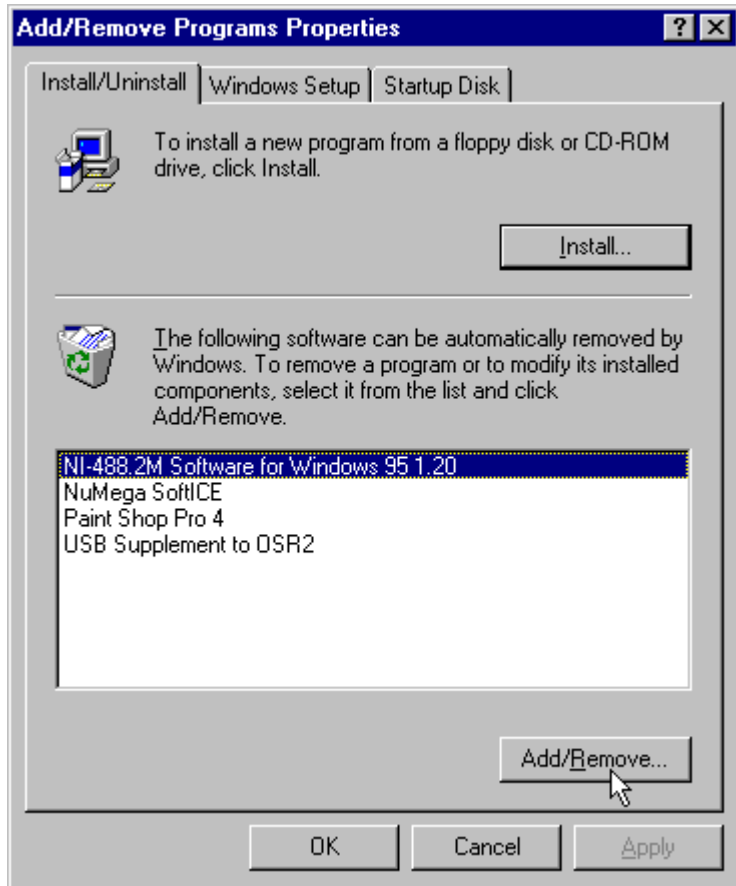 Add/Remove Programs Properties
Install/Uninstall Windows Setup Startup Disk
To install a new program from a floppy disk or CD-ROM
drive, click Install.
Install...
The following software can be automatically removed by
Windows. To remove a program or to modify its installed
components, select it from the list and click
Add/Remove.
NI-488.2M Software for Windows 95 1.20
NuMega SoftICE
Paint Shop Pro 4
USB Supplement to OSR2
Add/Remove...
OK Cancel Apply